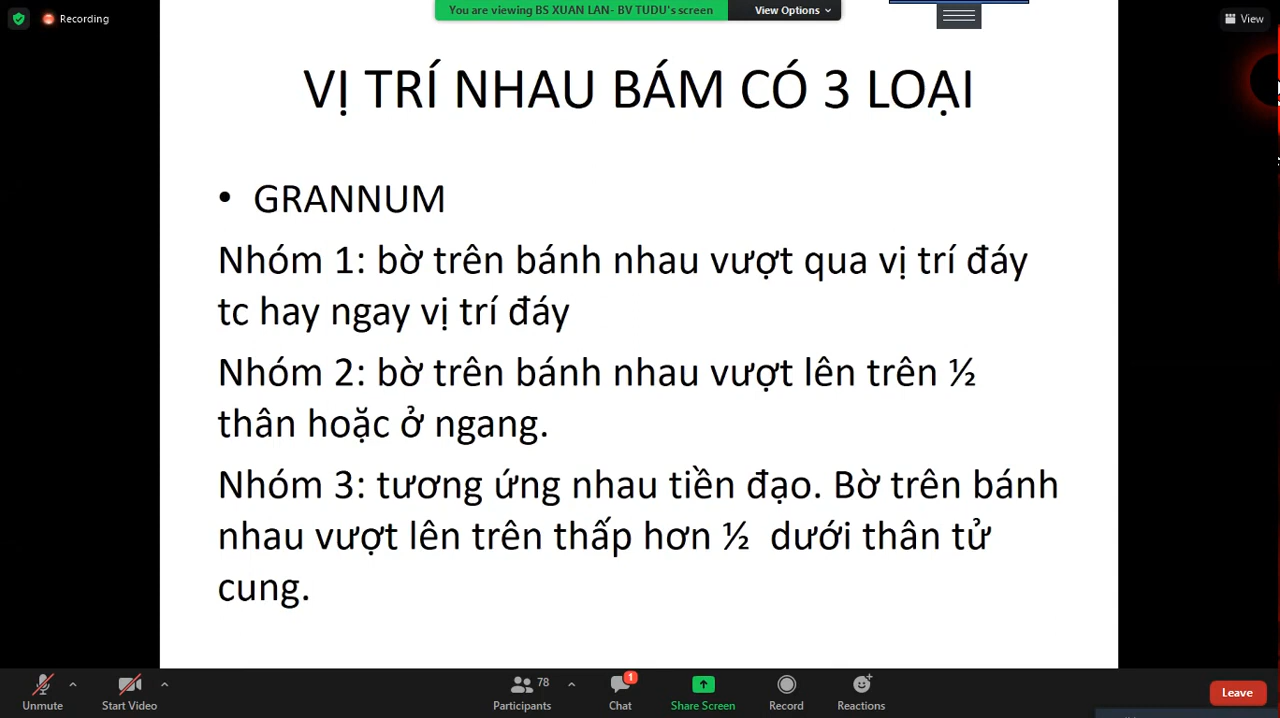 Recording
You are viewing BS XUAN LAN- BV TUDU's screen
View Options
View
VỊ TRÍ NHAU BÁM CÓ 3 LOẠI
• GRANNUM
Nhóm 1: bờ trên bánh nhau vượt qua vị trí đáy
tc hay ngay vị trí đáy
Nhóm 2: bờ trên bánh nhau vượt lên trên ½
thân hoặc ở ngang.
Nhóm 3: tương ứng nhau tiền đạo. Bờ trên bánh
nhau vượt lên trên thấp hơn ½ dưới thân tử
cung.
78
1
Unmute
Start Video
Participants
Chat
Share Screen
Record
Reactions
Leave